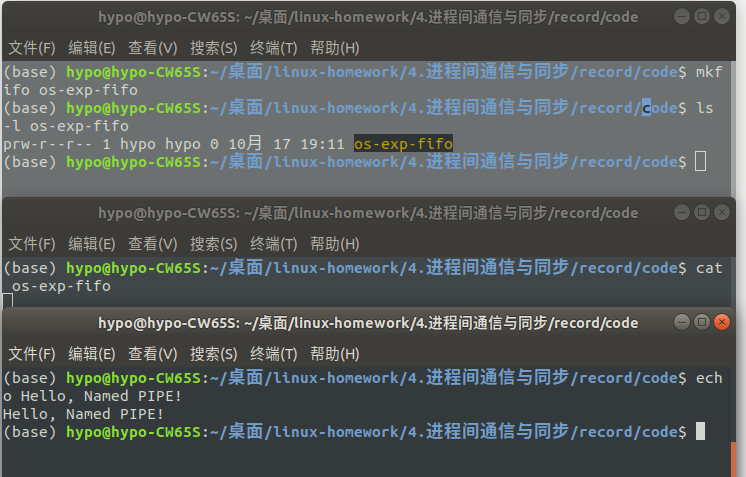 hypo@hypo-CW65S: ~/桌面/linux-homework/4.进程间通信与同步/record/code
文件(F) 编辑(E) 查看(V) 搜索(S) 终端(T) 帮助(H)
(base) hypo@hypo-CW65S:~/桌面/linux-homework/4.进程间通信与同步/record/code$ mkf
ifo os-exp-fifo
(base) hypo@hypo-CW65S:~/桌面/linux-homework/4.进程间通信与同步/record/code$ ls
-l os-exp-fifo
prw-r--r-- 1 hypo hypo 0 10月 17 19:11 os-exp-fifo
(base) hypo@hypo-CW65S:~/桌面/linux-homework/4.进程间通信与同步/record/code$
hypo@hypo-CW65S: ~/桌面/linux-homework/4.进程间通信与同步/record/code
文件(F) 编辑(E) 查看(V) 搜索(S) 终端(T) 帮助(H)
(base) hypo@hypo-CW65S:~/桌面/linux-homework/4.进程间通信与同步/record/code$ cat
os-exp-fifo
hypo@hypo-CW65S: ~/桌面/linux-homework/4.进程间通信与同步/record/code
文件(F) 编辑(E) 查看(V) 搜索(S) 终端(T) 帮助(H)
(base) hypo@hypo-CW65S:~/桌面/linux-homework/4.进程间通信与同步/record/code$ ech
o Hello, Named PIPE!
Hello, Named PIPE!
(base) hypo@hypo-CW65S:~/桌面/linux-homework/4.进程间通信与同步/record/code$